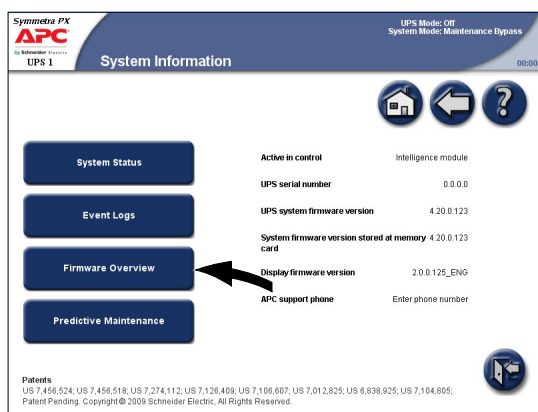 Symmetra PX
APC
by Schneider Electric
UPS 1
System Information
UPS Mode: Off
System Mode: Maintenance Bypass
00:00
?
System Status
Event Logs
Firmware Overview
Predictive Maintenance
Active in control Intelligence module
UPS serial number 0.0.0.0
UPS system firmware version 4.20.0.123
System firmware version stored at memory 4.20.0.123
card
Display firmware version 2.0.0.125_ENG
APC support phone Enter phone number
Patents
US 7,456,524; US 7,456,518; US 7,274,112; US 7,126,409; US 7,106,607; US 7,012,825; US 6,838,925; US 7,104,805;
Patent Pending. Copyright © 2009 Schneider Electric, All Rights Reserved.